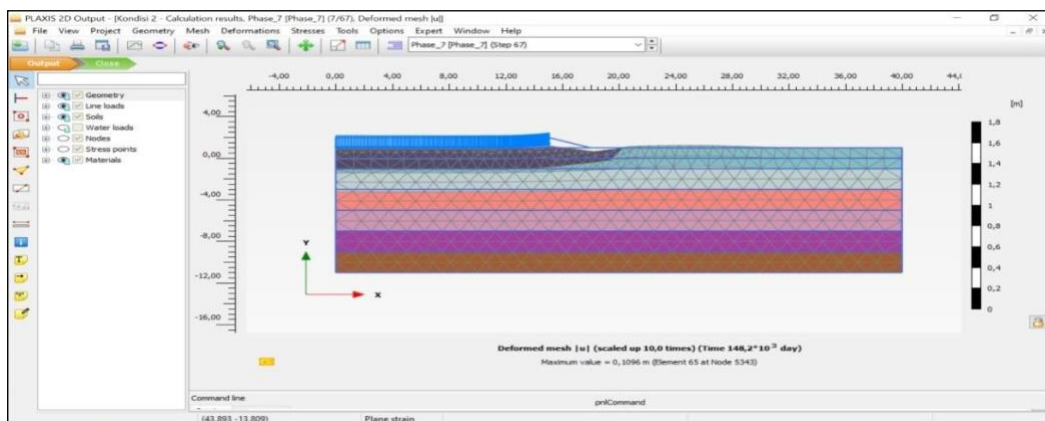 PLAXIS 2D Output - [Kondisi 2 - Calculation results, Phase_7 [Phase_7] (7/67), Deformed mesh |u|]
File View Project Geometry Mesh Deformations Stresses Tools Options Expert Window Help
Phase_7 [Phase_7] (Step 67)
Output Close
Geometry
Line loads
Soils
Water loads
Nodes
Stress points
Materials
-4,00 0,00 4,00 8,00 12,00 16,00 20,00 24,00 28,00 32,00 36,00 40,00
4,00
0,00
-4,00
-8,00
-12,00
-16,00
Y
X
[m]
1,8
1,6
1,4
1,2
1
0,8
0,6
0,4
0,2
0
Deformed mesh |u| (scaled up 10,0 times) (Time 148,2*10³ day)
Maximum value = 0,1096 m (Element 65 at Node 5343)
Command line
pnlCommand
(43.893 -13.809) Plane strain